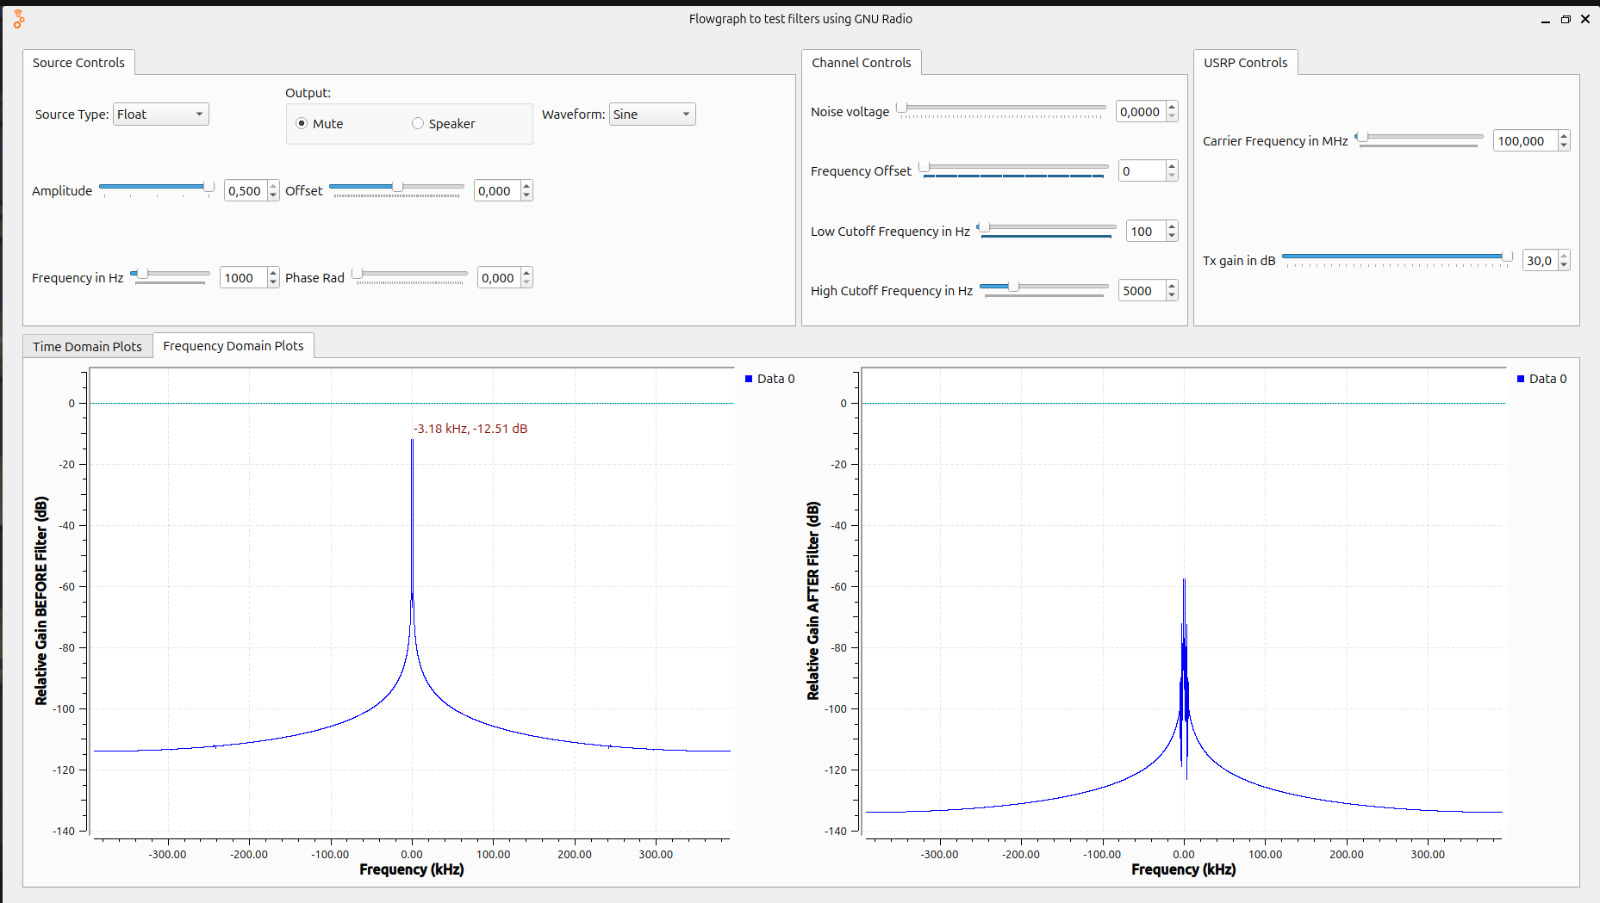 Flowgraph to test filters using GNU Radio
Source Controls
Source Type: Float
Output:
Mute
Speaker
Waveform: Sine
Amplitude 0,500
Offset 0,000
Frequency in Hz 1000
Phase Rad 0,000
Channel Controls
Noise voltage 0,0000
Frequency Offset 0
Low Cutoff Frequency in Hz 100
High Cutoff Frequency in Hz 5000
USRP Controls
Carrier Frequency in MHz 100,000
Tx gain in dB 30,0
Time Domain Plots
Frequency Domain Plots
Relative Gain BEFORE Filter (dB)
0
-20
-40
-60
-80
-100
-120
-140
-3.18 kHz, -12.51 dB
Data 0
-300.00 -200.00 -100.00 0.00 100.00 200.00 300.00
Frequency (kHz)
Relative Gain AFTER Filter (dB)
0
-20
-40
-60
-80
-100
-120
-140
Data 0
-300.00 -200.00 -100.00 0.00 100.00 200.00 300.00
Frequency (kHz)